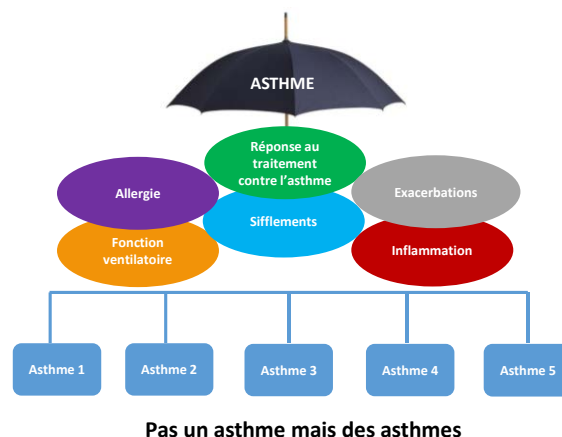 ASTHME
Réponse au
traitement
contre l'asthme
Allergie
Exacerbations
Sifflements
Fonction
ventilatoire
Inflammation
Asthme 1
Asthme 2
Asthme 3
Asthme 4
Asthme 5
Pas un asthme mais des asthmes